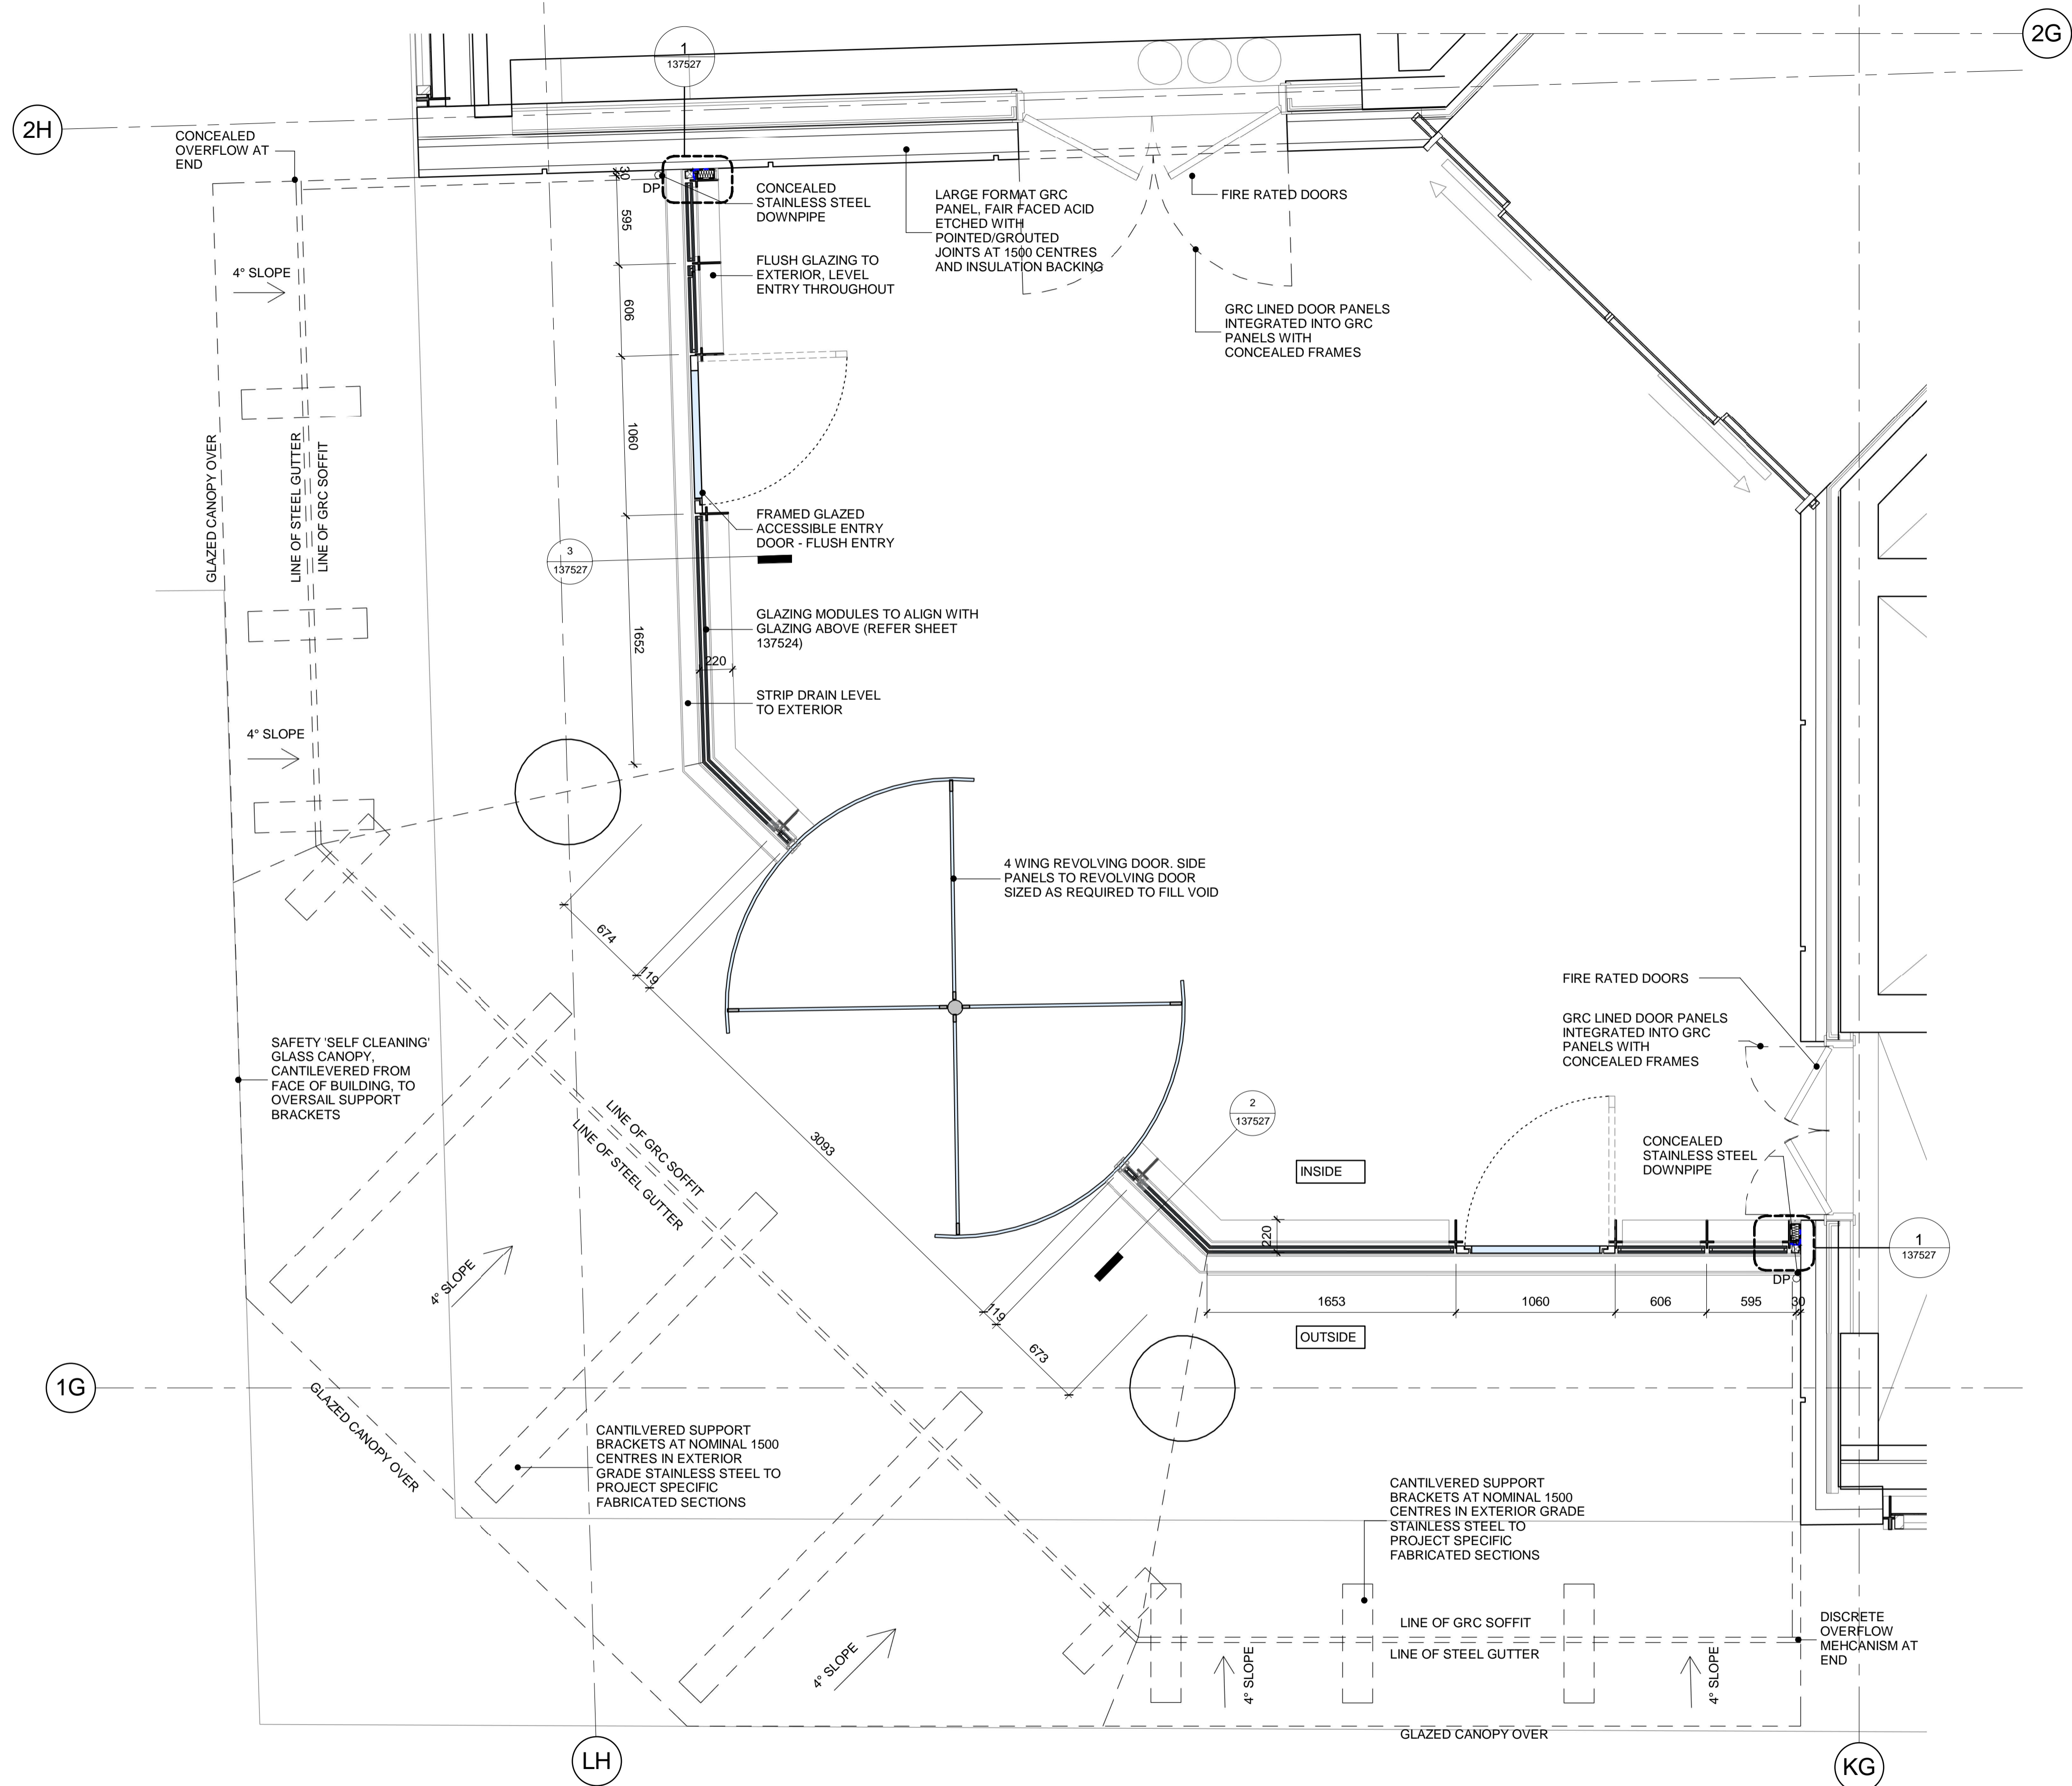 2G
1
137527
2H
CONCEALED
OVERFLOW AT
END
30
DP
CONCEALED
STAINLESS STEEL
DOWNPIPE
LARGE FORMAT GRC
PANEL, FAIR FACED ACID
ETCHED WITH
POINTED/GROUTED
JOINTS AT 1500 CENTRES
AND INSULATION BACKING
FIRE RATED DOORS
595
4° SLOPE
FLUSH GLAZING TO
EXTERIOR, LEVEL
ENTRY THROUGHOUT
606
GRC LINED DOOR PANELS
INTEGRATED INTO GRC
PANELS WITH
CONCEALED FRAMES
1060
GLAZED CANOPY OVER
LINE OF STEEL GUTTER
LINE OF GRC SOFFIT
FRAMED GLAZED
ACCESSIBLE ENTRY
DOOR - FLUSH ENTRY
3
137527
GLAZING MODULES TO ALIGN WITH
GLAZING ABOVE (REFER SHEET
137524)
1652
220
STRIP DRAIN LEVEL
TO EXTERIOR
4° SLOPE
4 WING REVOLVING DOOR. SIDE
PANELS TO REVOLVING DOOR
SIZED AS REQUIRED TO FILL VOID
674
119
FIRE RATED DOORS
GRC LINED DOOR PANELS
INTEGRATED INTO GRC
PANELS WITH
CONCEALED FRAMES
SAFETY 'SELF CLEANING'
GLASS CANOPY,
CANTILEVERED FROM
FACE OF BUILDING, TO
OVERSAIL SUPPORT
BRACKETS
LINE OF GRC SOFFIT
LINE OF STEEL GUTTER
3093
2
137527
CONCEALED
STAINLESS STEEL
DOWNPIPE
INSIDE
220
1
137527
DP
4° SLOPE
1653
1060
606
595
30
119
OUTSIDE
673
1G
GLAZED CANOPY OVER
CANTILVERED SUPPORT
BRACKETS AT NOMINAL 1500
CENTRES IN EXTERIOR
GRADE STAINLESS STEEL TO
PROJECT SPECIFIC
FABRICATED SECTIONS
CANTILVERED SUPPORT
BRACKETS AT NOMINAL 1500
CENTRES IN EXTERIOR GRADE
STAINLESS STEEL TO
PROJECT SPECIFIC
FABRICATED SECTIONS
LINE OF GRC SOFFIT
LINE OF STEEL GUTTER
DISCRETE
OVERFLOW
MEHCANISM AT
END
4° SLOPE
4° SLOPE
4° SLOPE
GLAZED CANOPY OVER
LH
KG